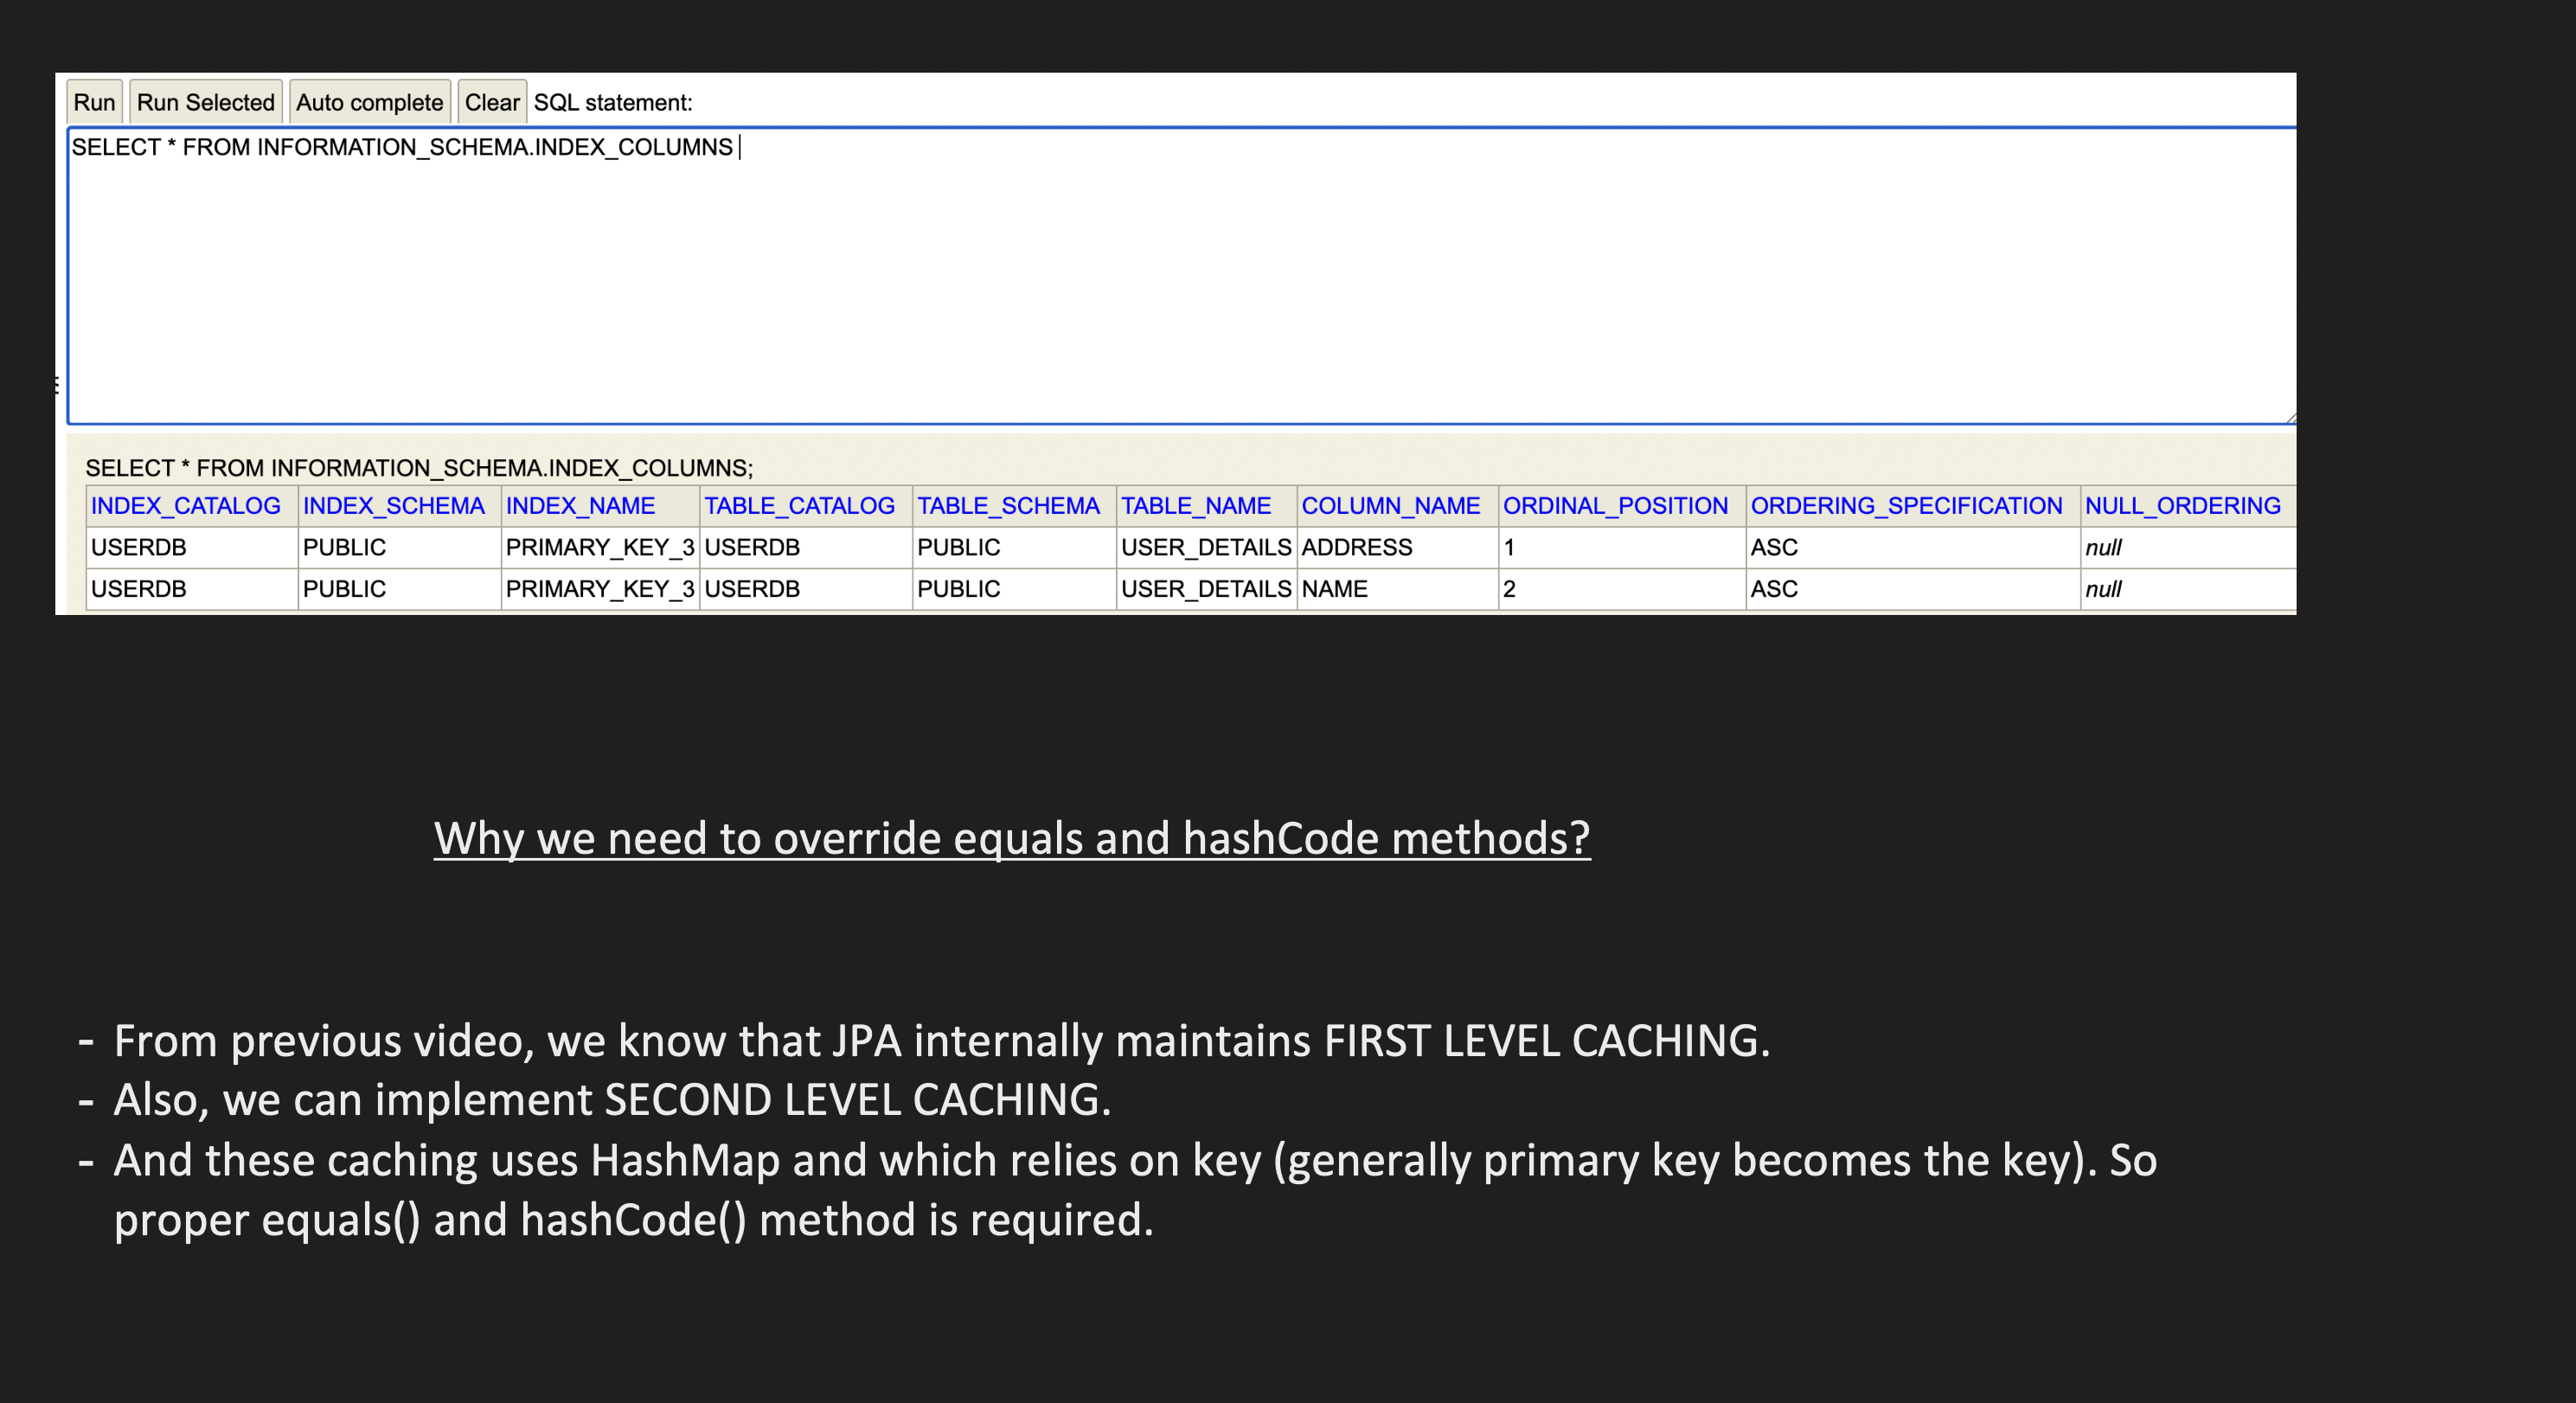 Run Run Selected Auto complete Clear SQL statement:
SELECT * FROM INFORMATION_SCHEMA.INDEX_COLUMNS
SELECT * FROM INFORMATION_SCHEMA.INDEX_COLUMNS;
INDEX_CATALOG INDEX_SCHEMA INDEX_NAME TABLE_CATALOG TABLE_SCHEMA TABLE_NAME COLUMN_NAME ORDINAL_POSITION ORDERING_SPECIFICATION NULL_ORDERING
USERDB PUBLIC PRIMARY_KEY_3 USERDB PUBLIC USER_DETAILS ADDRESS 1 ASC null
USERDB PUBLIC PRIMARY_KEY_3 USERDB PUBLIC USER_DETAILS NAME 2 ASC null
Why we need to override equals and hashCode methods?
- From previous video, we know that JPA internally maintains FIRST LEVEL CACHING.
- Also, we can implement SECOND LEVEL CACHING.
- And these caching uses HashMap and which relies on key (generally primary key becomes the key). So
proper equals() and hashCode() method is required.